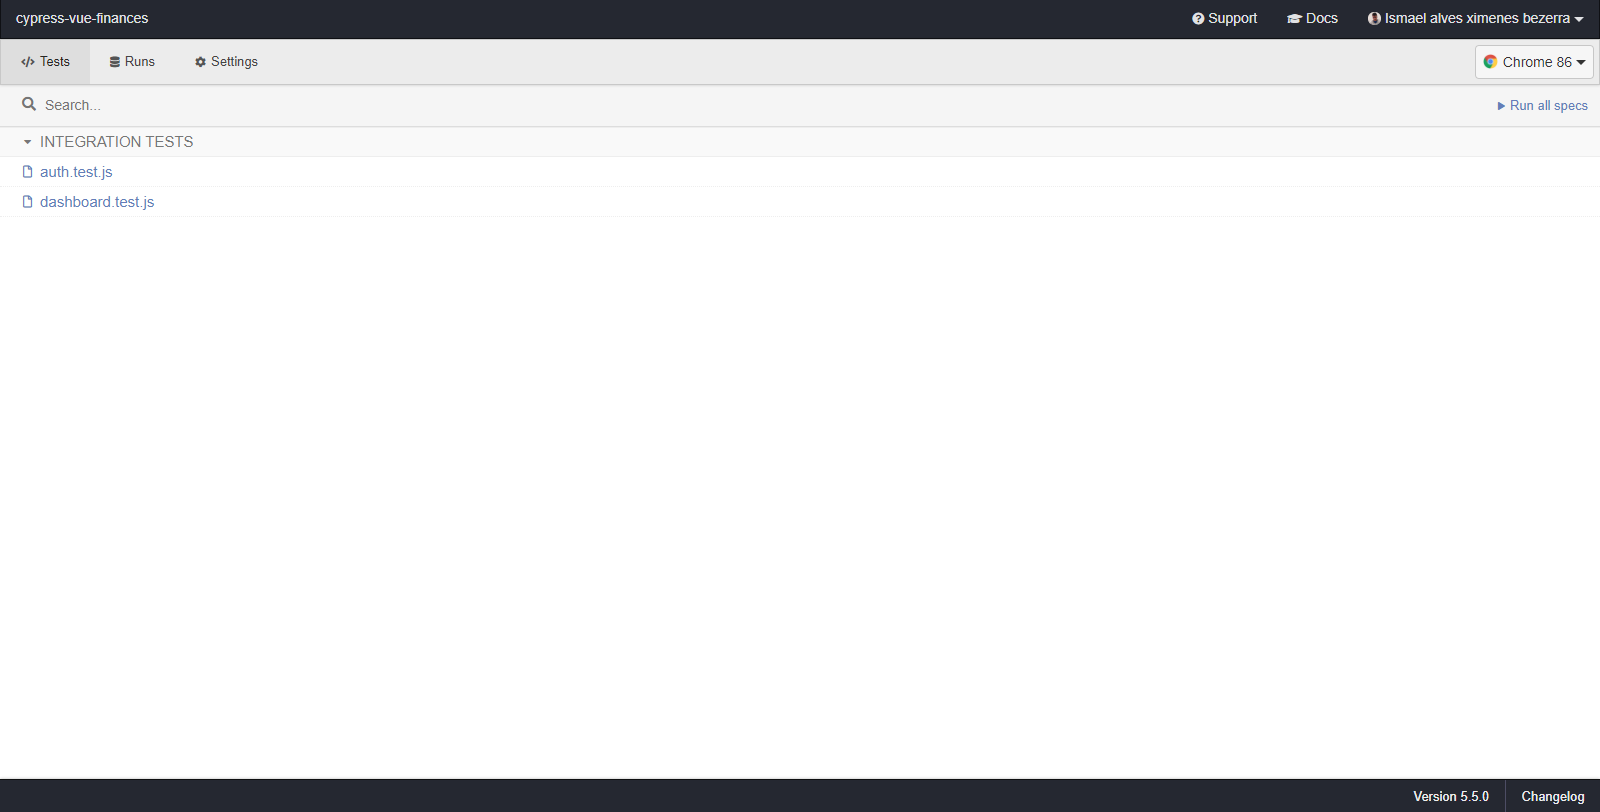 cypress-vue-finances
Support
Docs
Ismael alves ximenes bezerra
Tests
Runs
Settings
Chrome 86
Search...
Run all specs
INTEGRATION TESTS
auth.test.js
dashboard.test.js
Version 5.5.0
Changelog